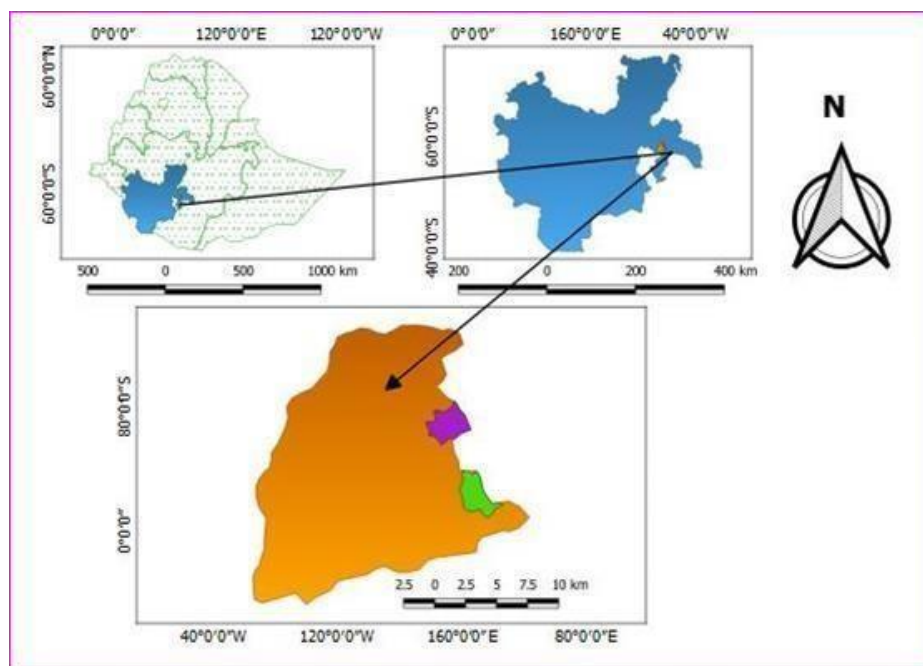 0°0′0″ 120°0′0″E 120°0′0″W
60°0′0″N
60°0′0″S
500 0 500 1000 km
0°0′0″ 160°0′0″E 40°0′0″W
60°0′0″S
40°0′0″S
200 0 200 400 km
N
80°0′0″S
0°0′0″
2.5 0 2.5 5 7.5 10 km
40°0′0″W 120°0′0″W 160°0′0″E 80°0′0″E